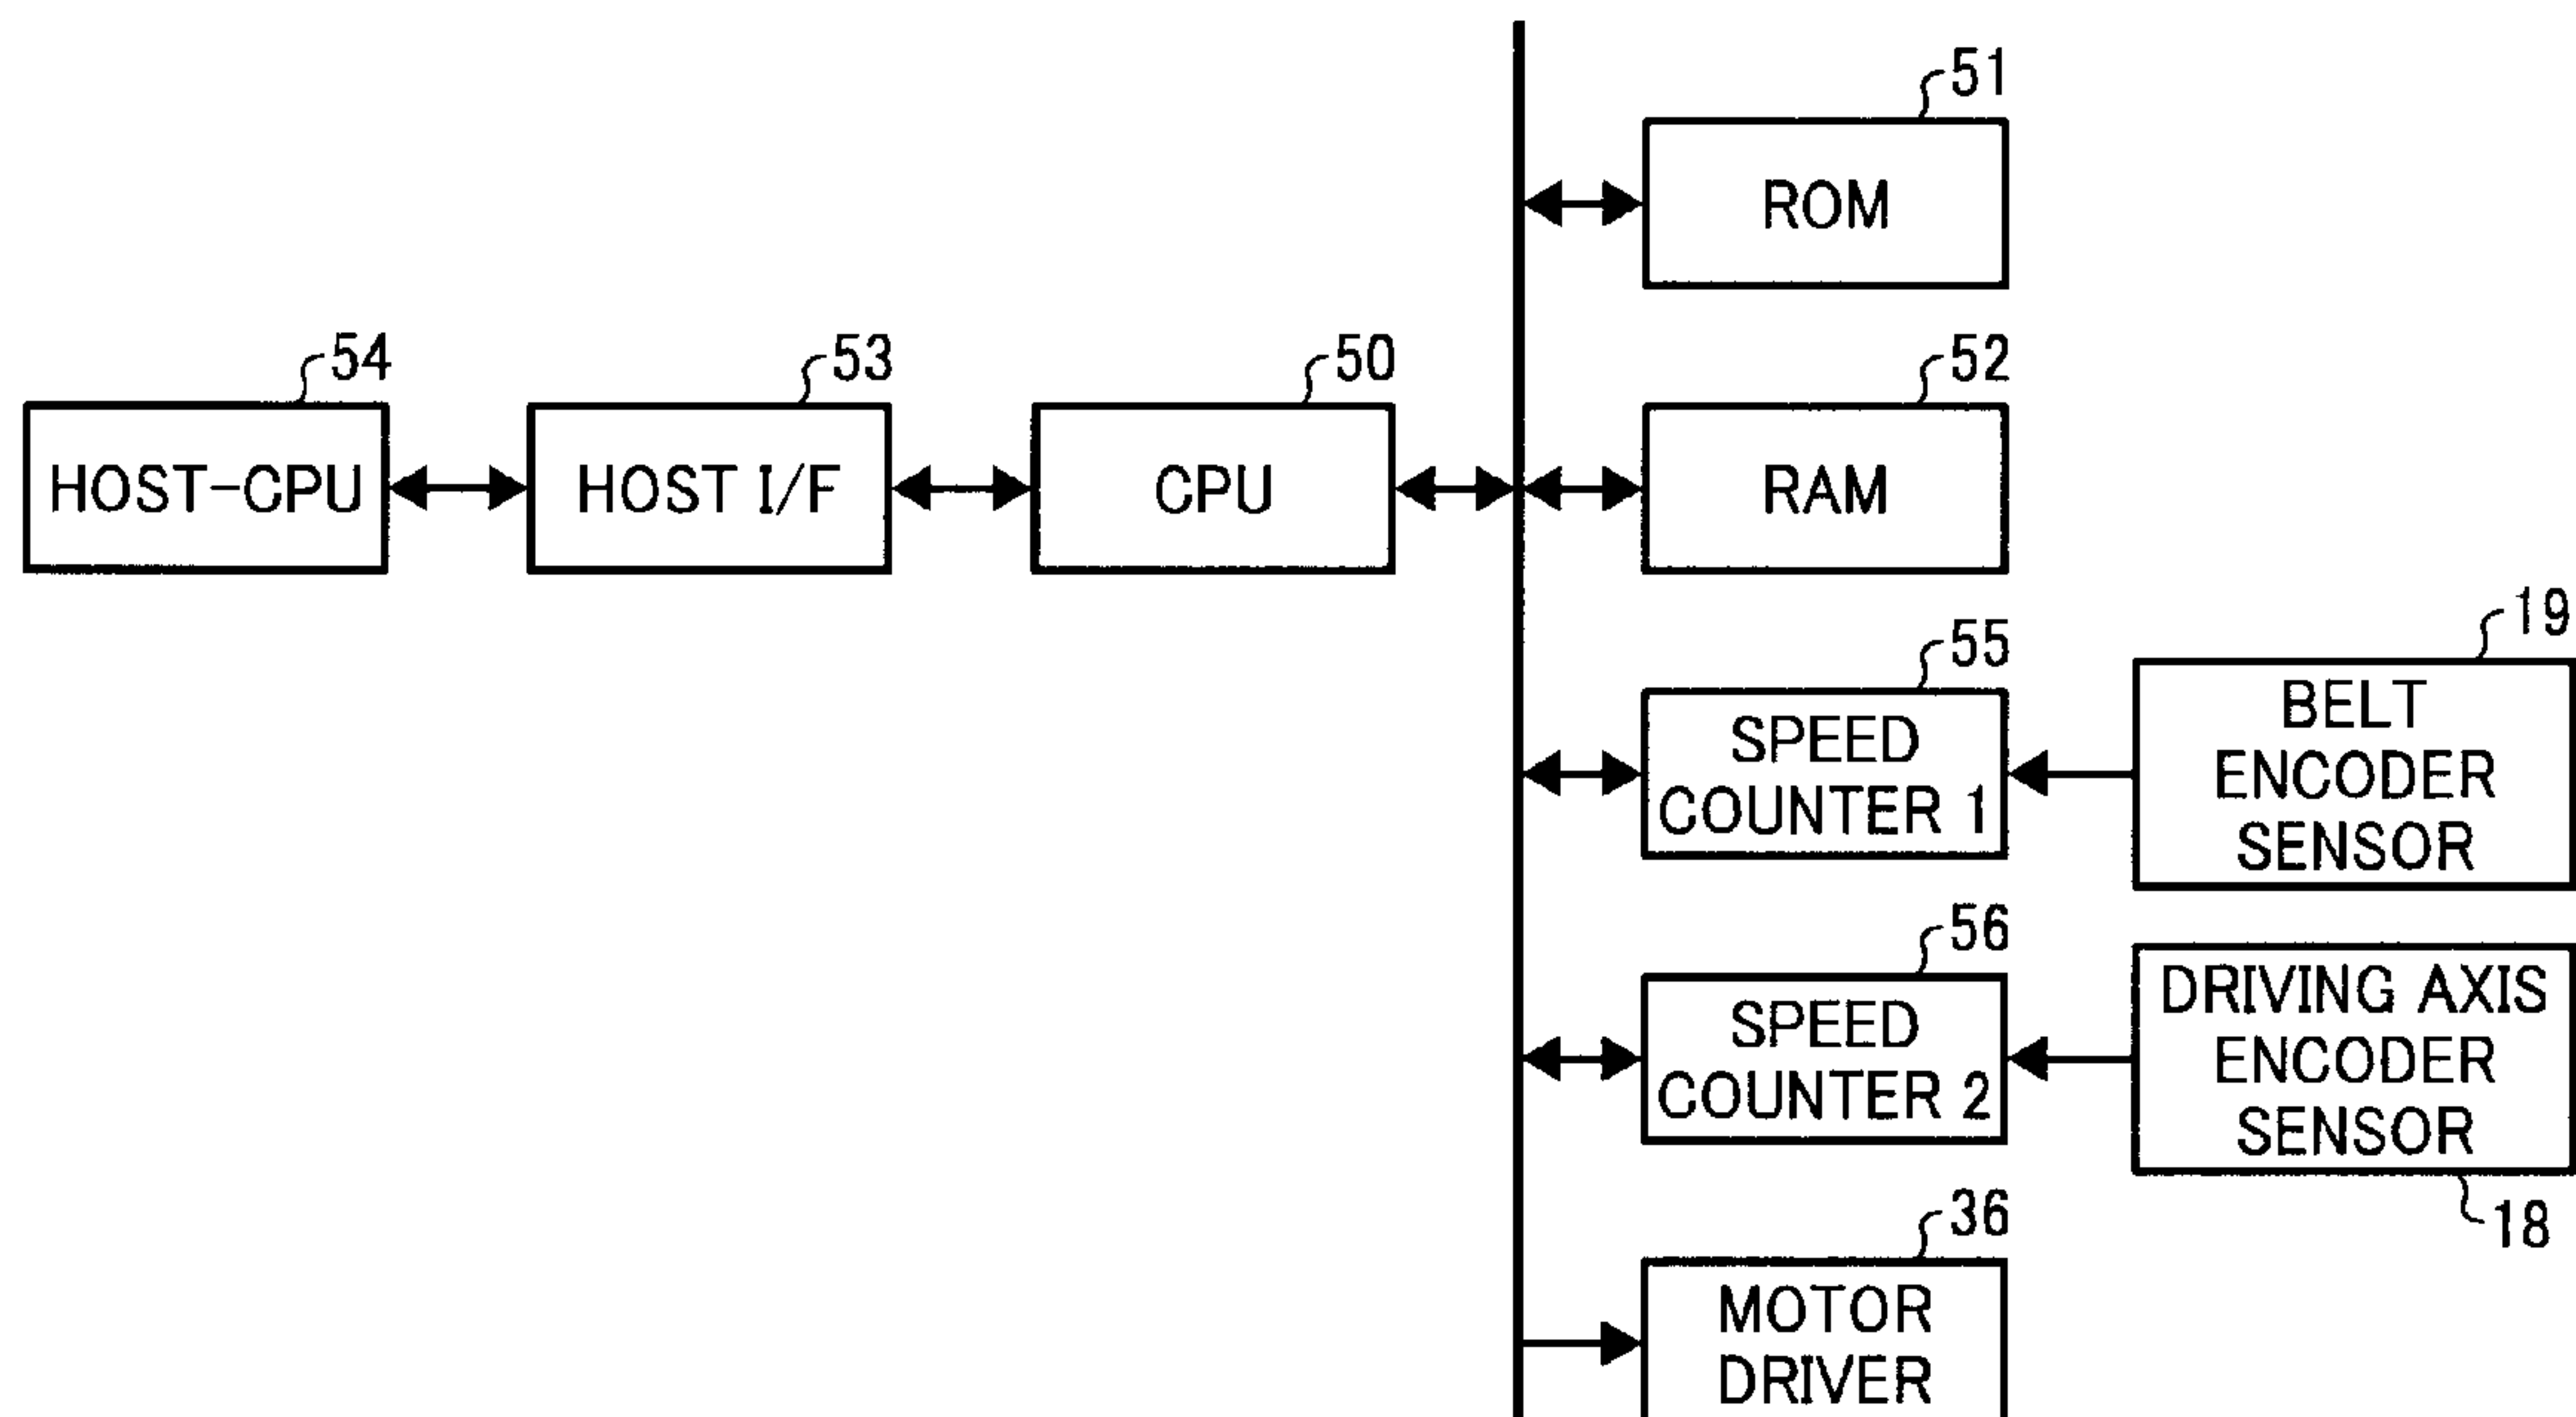 51
ROM
54
HOST-CPU
53
HOST I/F
50
CPU
52
RAM
55
SPEED
COUNTER 1
19
BELT
ENCODER
SENSOR
56
SPEED
COUNTER 2
DRIVING AXIS
ENCODER
SENSOR
18
36
MOTOR
DRIVER